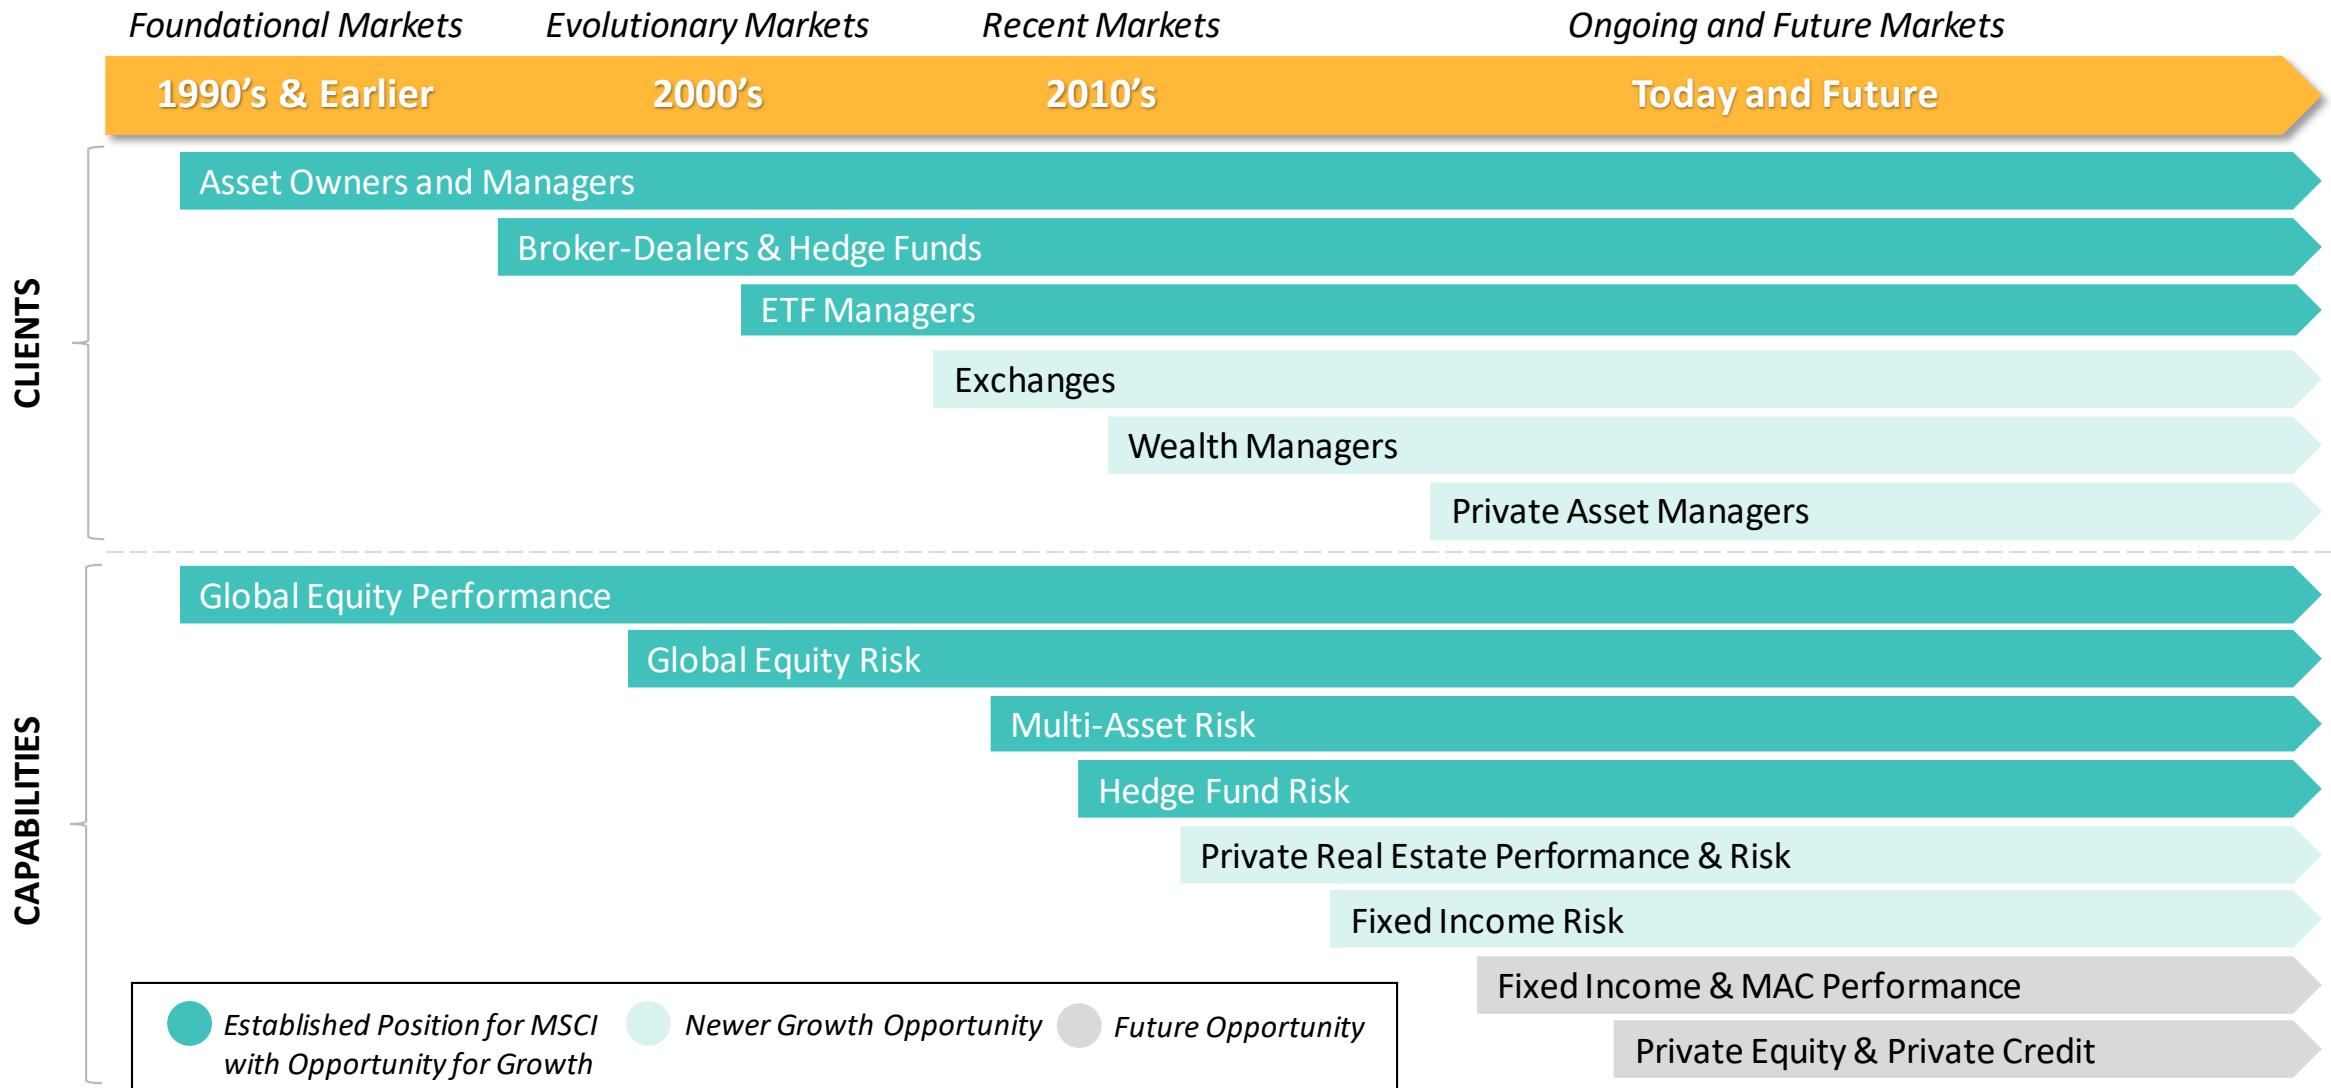 Foundational Markets
Evolutionary Markets
Recent Markets
Ongoing and Future Markets
1990’s & Earlier
2000’s
2010’s
Today and Future
CLIENTS
Asset Owners and Managers
Broker-Dealers & Hedge Funds
ETF Managers
Exchanges
Wealth Managers
Private Asset Managers
CAPABILITIES
Global Equity Performance
Global Equity Risk
Multi-Asset Risk
Hedge Fund Risk
Private Real Estate Performance & Risk
Fixed Income Risk
Fixed Income & MAC Performance
Private Equity & Private Credit
Established Position for MSCI
with Opportunity for Growth
Newer Growth Opportunity
Future Opportunity